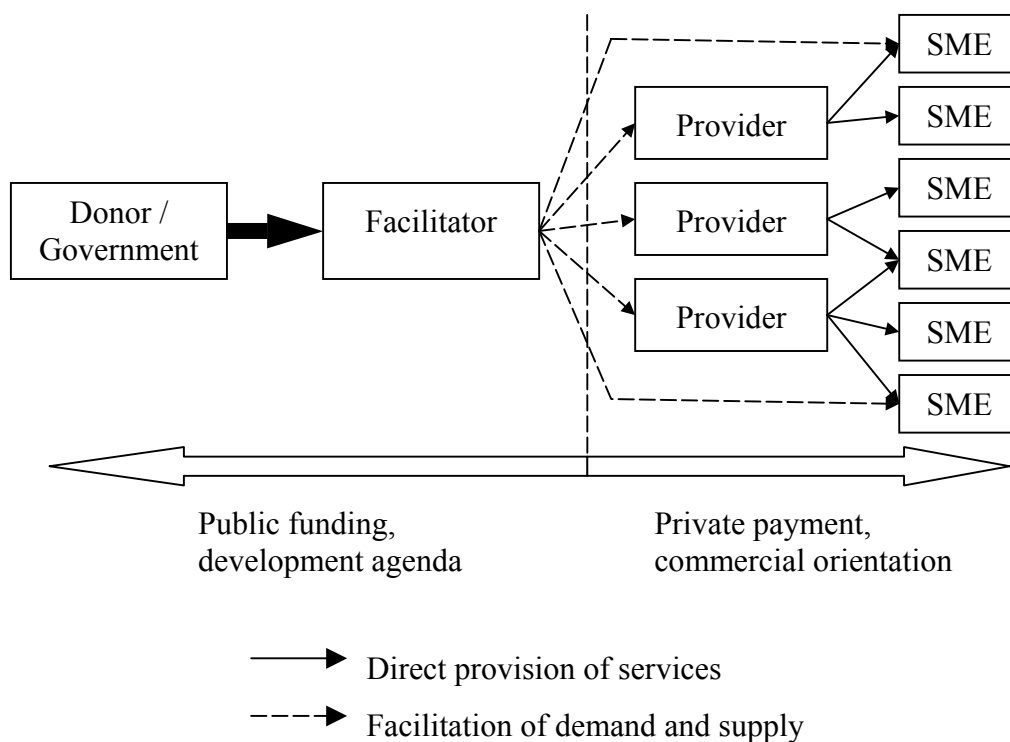 SME
Provider
SME
Donor /
Government
Facilitator
Provider
SME
SME
Provider
SME
SME
Public funding,
development agenda
Private payment,
commercial orientation
Direct provision of services
Facilitation of demand and supply